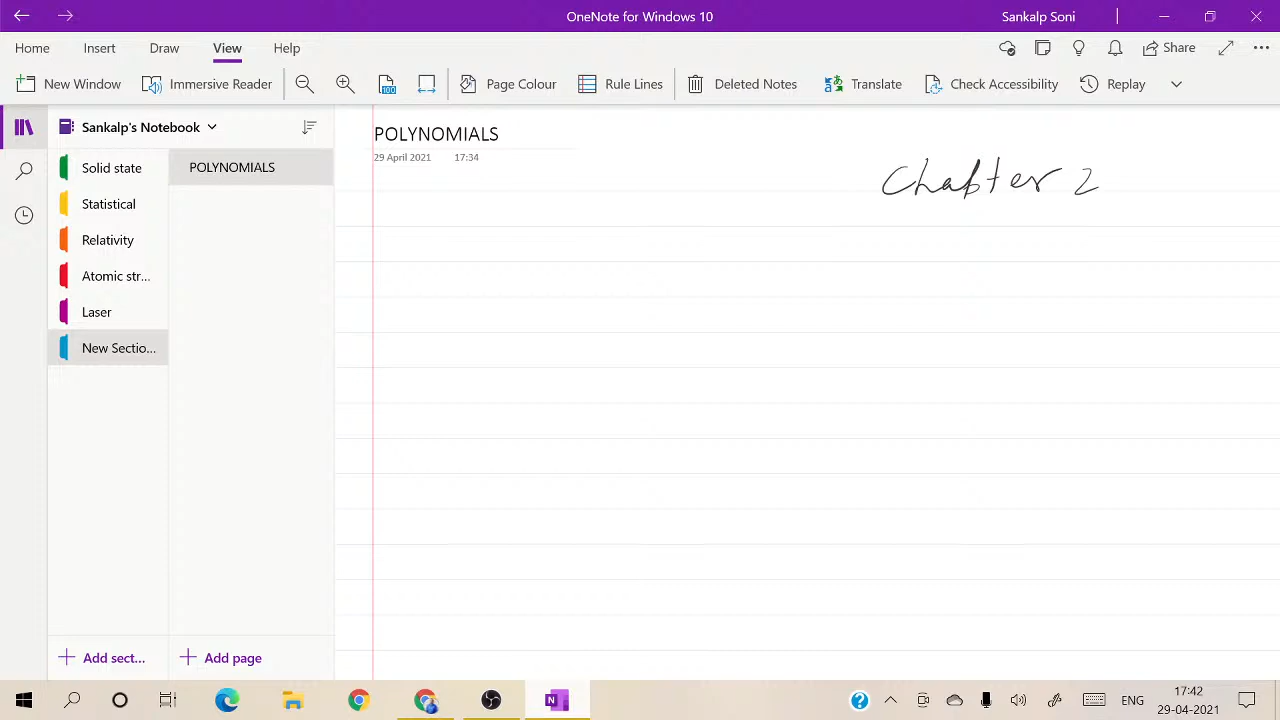 OneNote for Windows 10
Sankalp Soni
Home Insert Draw View Help
Share
New Window Immersive Reader 100 Page Colour Rule Lines Deleted Notes Translate Check Accessibility Replay
Sankalp's Notebook
POLYNOMIALS
29 April 2021 17:34
Chapter 2
Solid state
Statistical
Relativity
Atomic str...
Laser
New Sectio...
POLYNOMIALS
Add sect...
Add page
ENG
17:42
29-04-2021